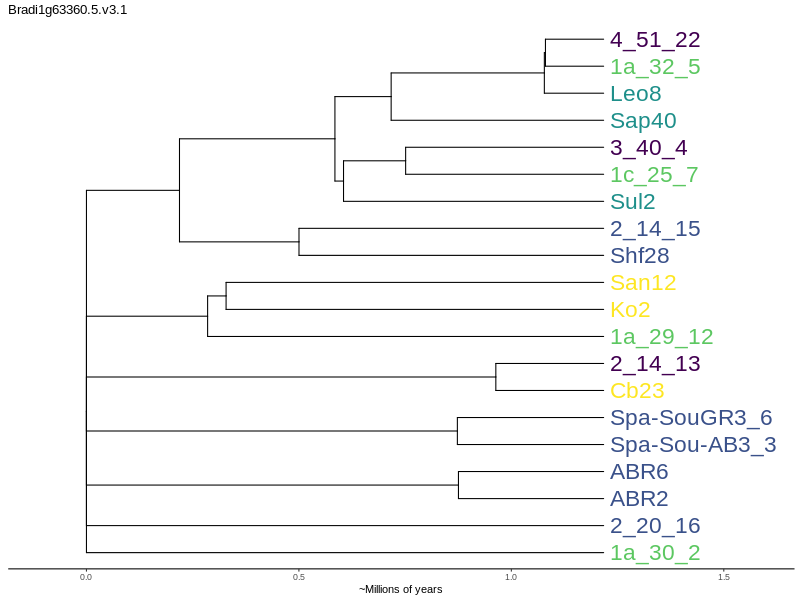 Bradi1g63360.5.v3.1
4_51_22
1a_32_5
Leo8
Sap40
3_40_4
1c_25_7
Sul2
2_14_15
Shf28
San12
Ko2
1a_29_12
2_14_13
Cb23
Spa-SouGR3_6
Spa-Sou-AB3_3
ABR6
ABR2
2_20_16
1a_30_2
0.0 0.5 1.0 1.5
~Millions of years